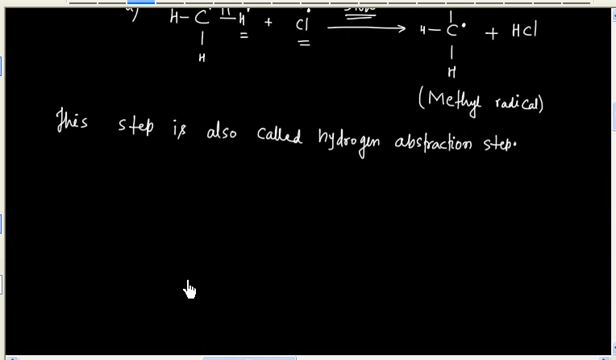 H-C-H + Cl → H-C• + HCl
H
H
(Methyl radical)
This step is also called hydrogen abstraction step.